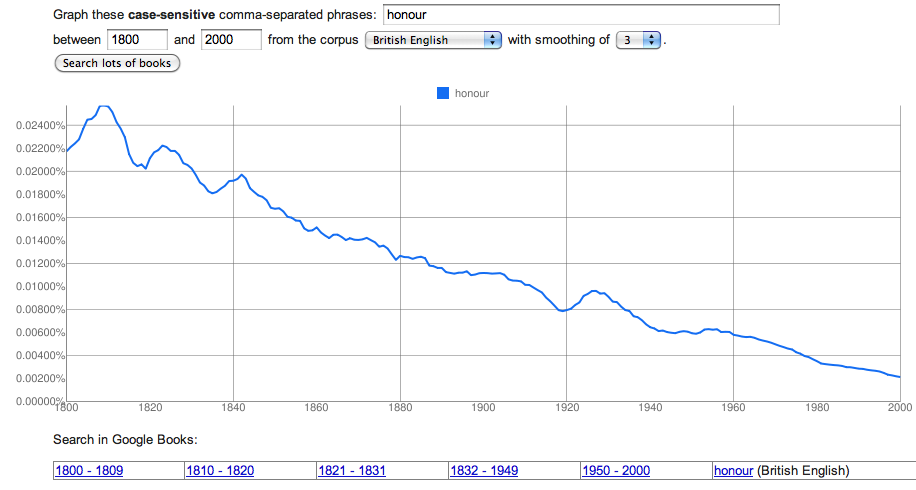 Graph these case-sensitive comma-separated phrases: honour
between 1800 and 2000 from the corpus British English with smoothing of 3 .
Search lots of books
honour
0.02400%
0.02200%
0.02000%
0.01800%
0.01600%
0.01400%
0.01200%
0.01000%
0.00800%
0.00600%
0.00400%
0.00200%
0.00000%
1800 1820 1840 1860 1880 1900 1920 1940 1960 1980 2000
Search in Google Books:
1800 - 1809 1810 - 1820 1821 - 1831 1832 - 1949 1950 - 2000 honour (British English)